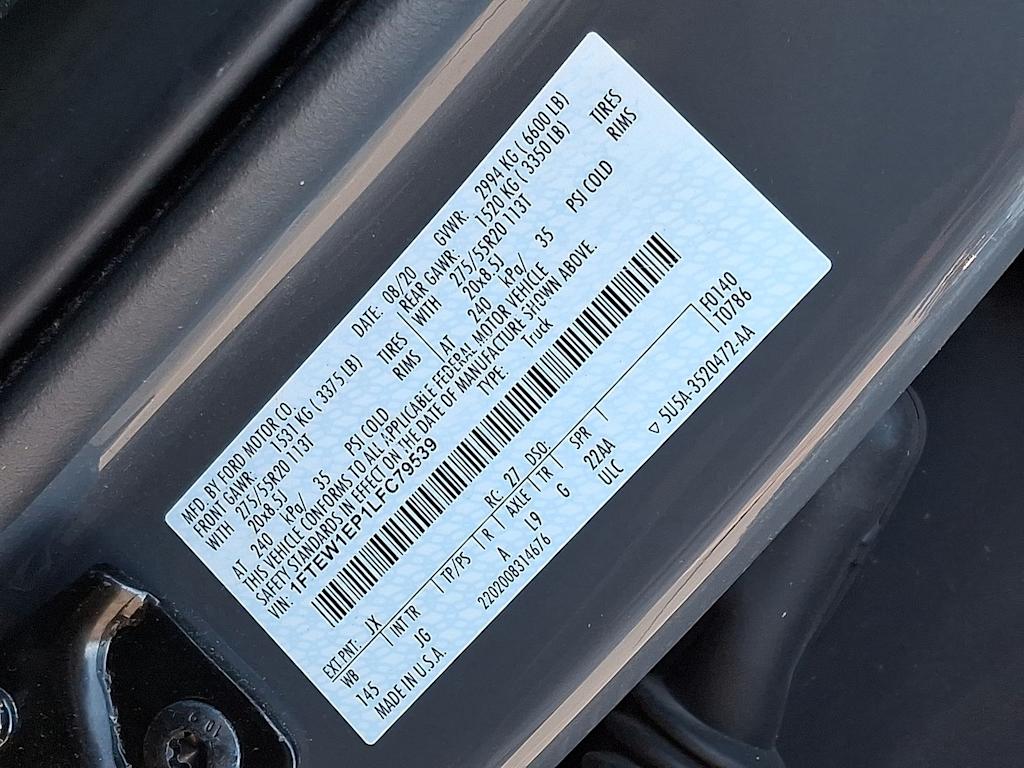 MFD. BY FORD MOTOR CO.
DATE: 08/20 GVWR: 2994 KG ( 6600 LB)
FRONT GAWR: 1531 KG ( 3375 LB) REAR GAWR: 1520 KG ( 3350 LB)
WITH 275/55R20 113T TIRES WITH 275/55R20 113T TIRES
20x8.5J RIMS 20x8.5J RIMS
AT 240 kPa/ 35 PSI COLD AT 240 kPa/ 35 PSI COLD
THIS VEHICLE CONFORMS TO ALL APPLICABLE FEDERAL MOTOR VEHICLE
SAFETY STANDARDS IN EFFECT ON THE DATE OF MANUFACTURE SHOWN ABOVE.
VIN: 1FTEW1EP1LFC79539 TYPE: Truck
F0140
T0786
EXT.PNT: JX RC: 27 DSO:
WB INT TR TP/PS R AXLE TR SPR
145 JG A L9 G 22AA
MADE IN U.S.A. 2202008314676 ULC ▽ 5U5A-3520472-AA